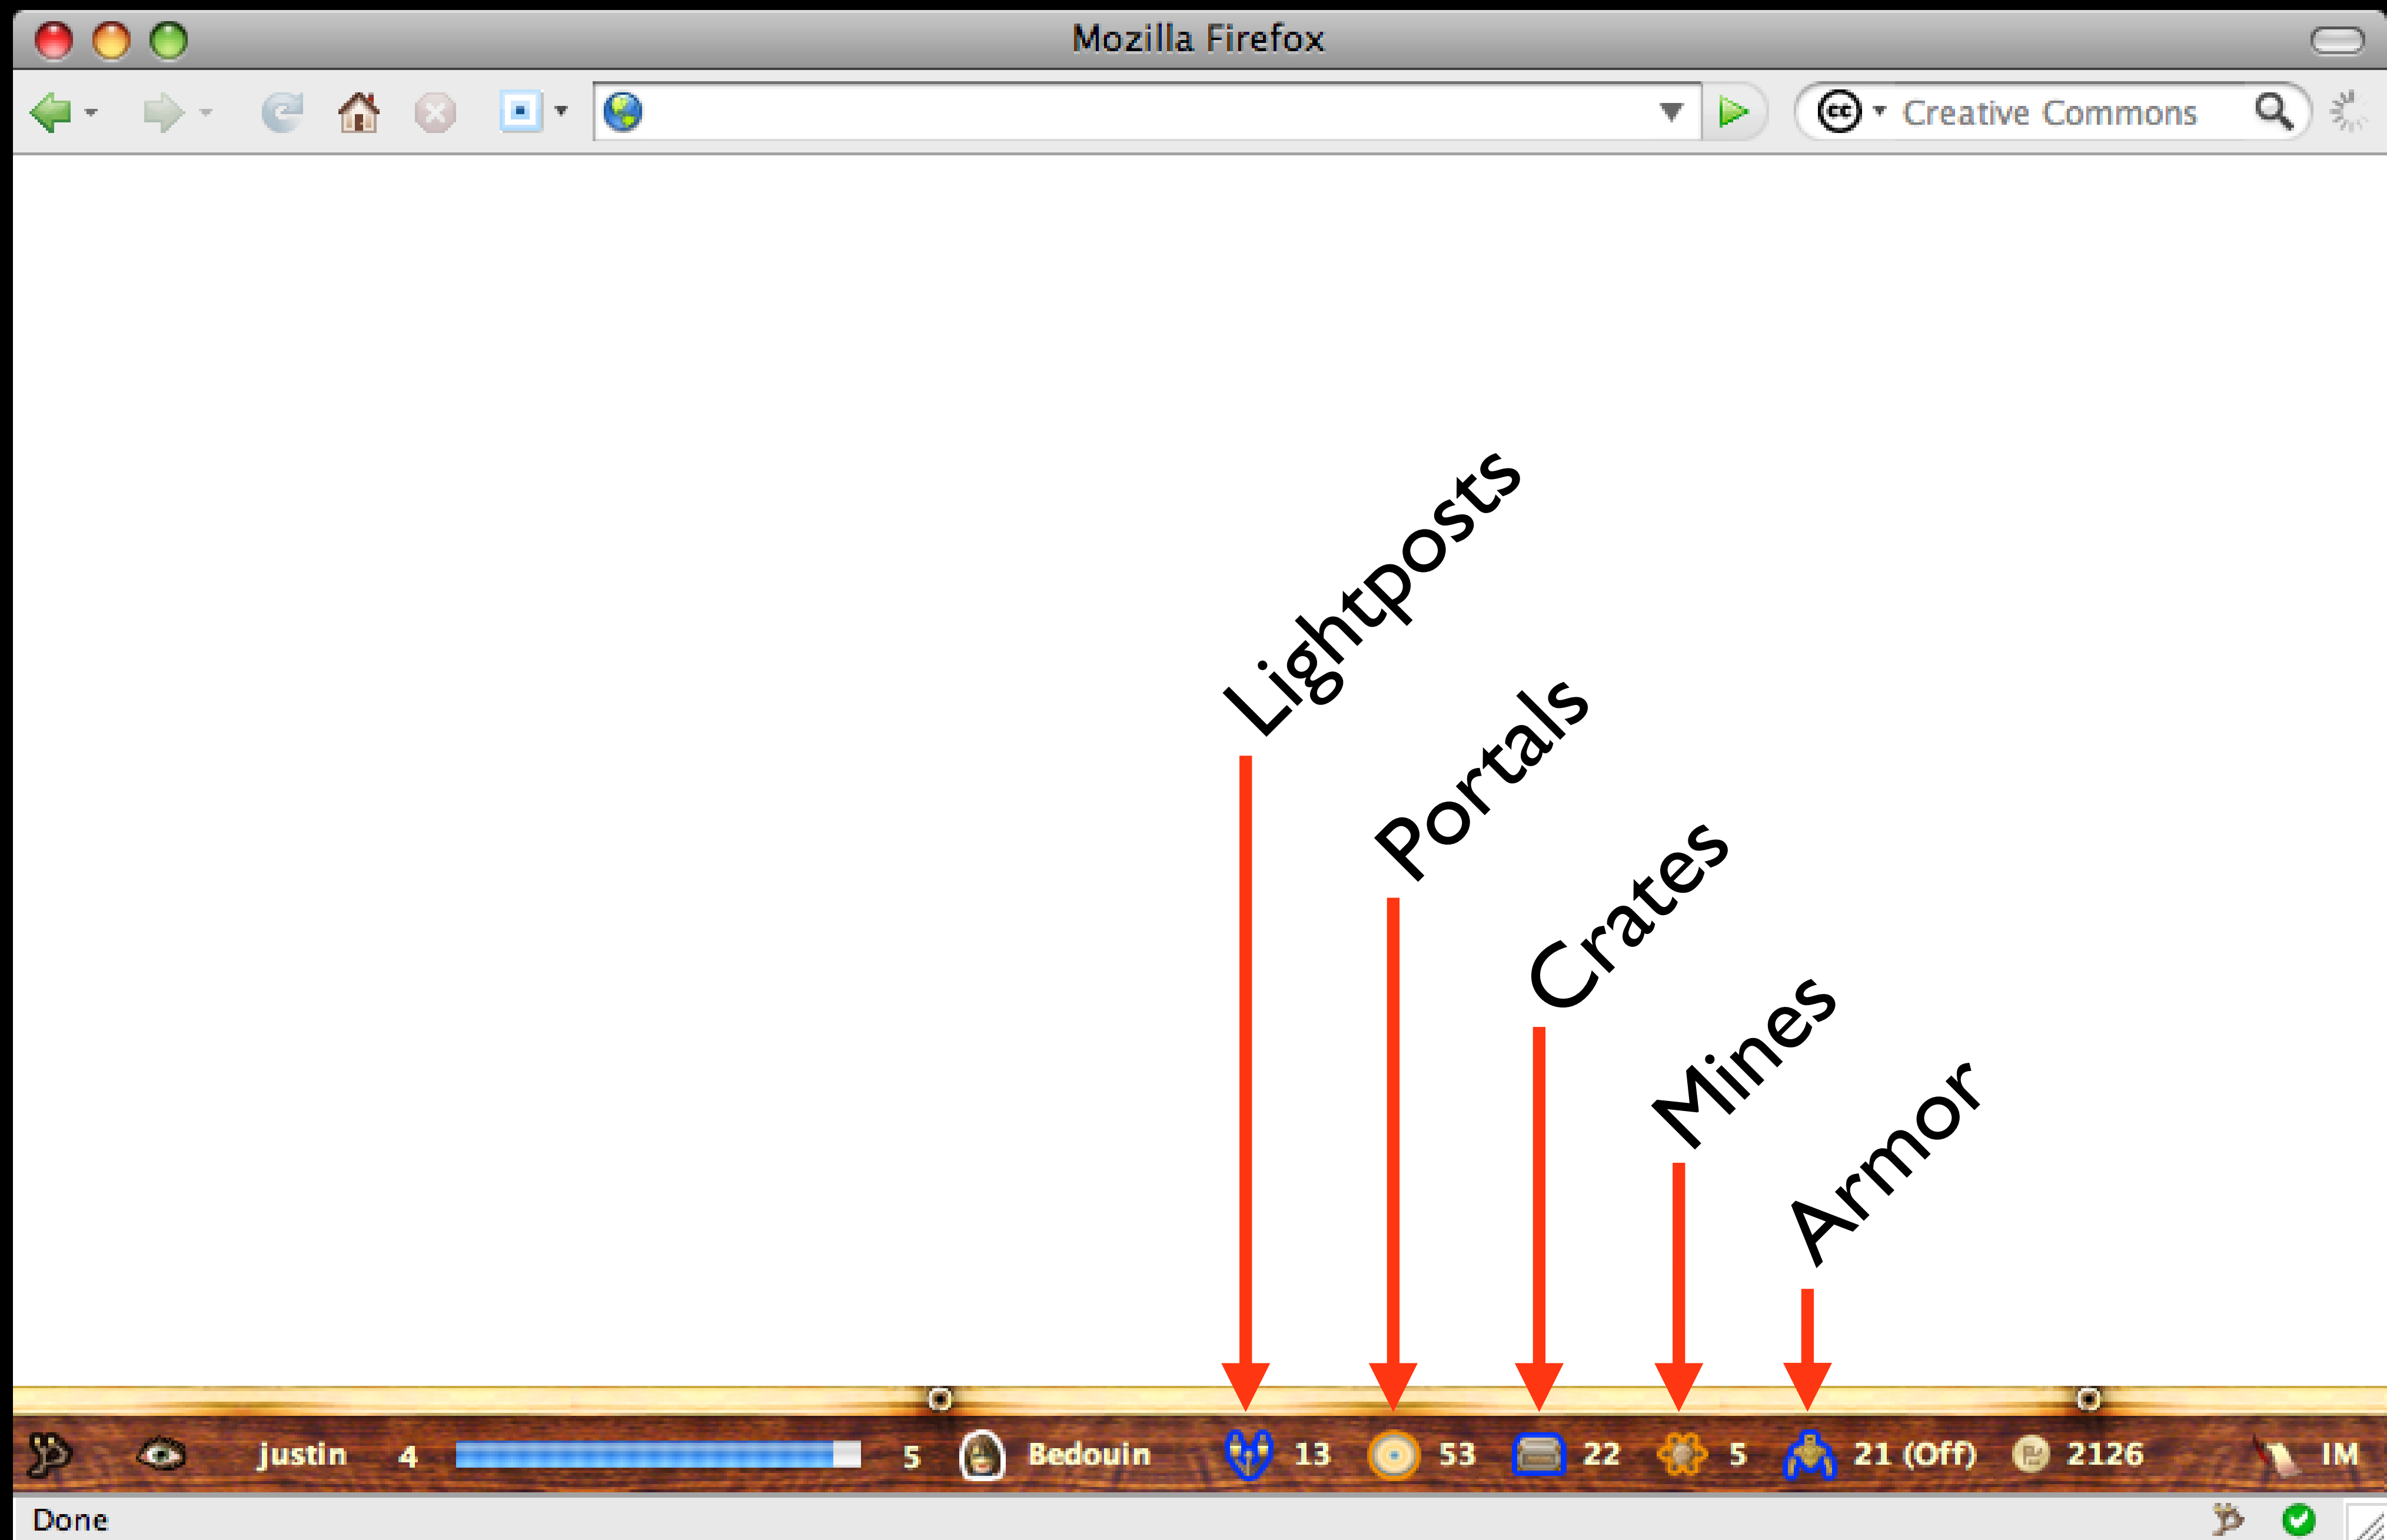 Mozilla Firefox
cc Creative Commons
Lightposts
Portals
Crates
Mines
Armor
justin 4 5 Bedouin 13 53 22 5 21 (Off) 2126 IM
Done